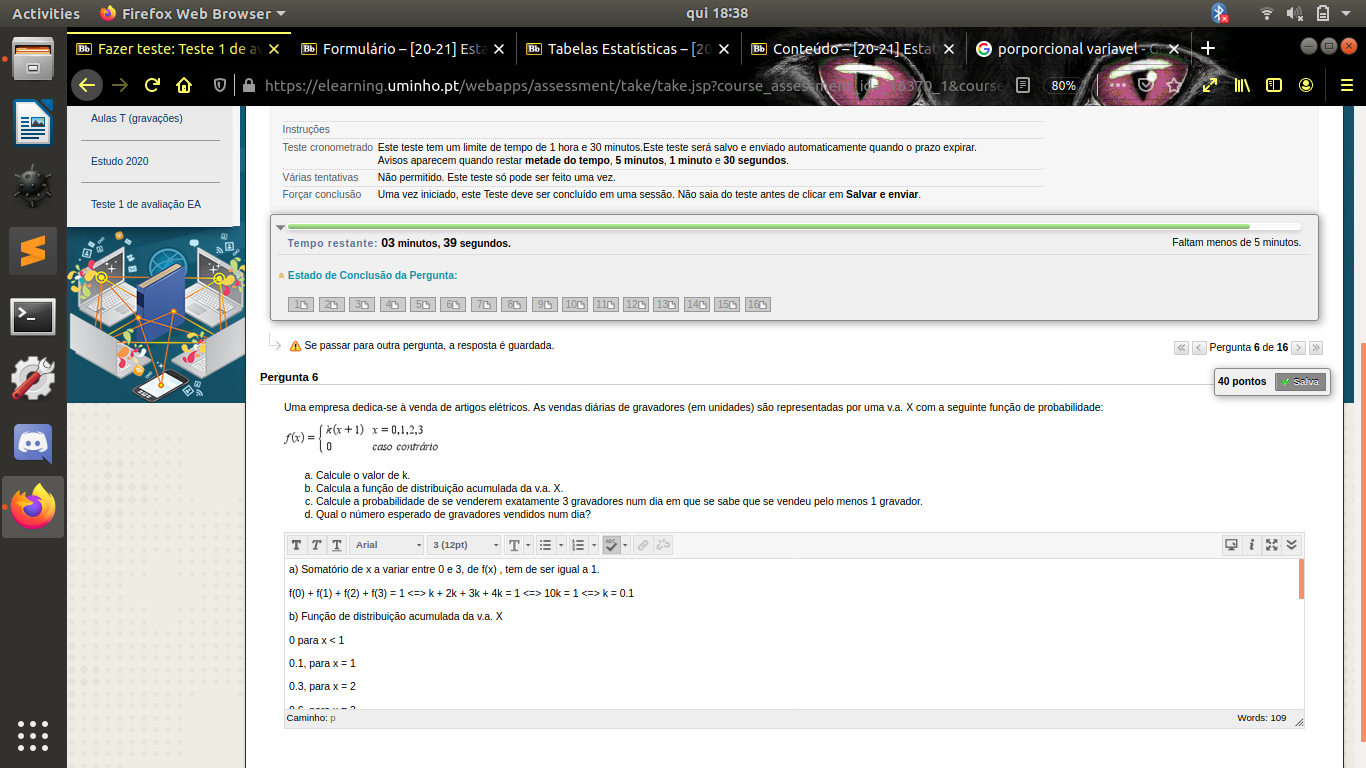 Activities Firefox Web Browser qui 18:38
Fazer teste: Teste 1 de av Formulário – [20-21] Esta Tabelas Estatísticas – [20 Conteúdo – [20-21] Estat porporcional varjavel - G
https://elearning.uminho.pt/webapps/assessment/take/take.jsp?course_assessment_id=_16370_1&course 80%
Aulas T (gravações)
Estudo 2020
Teste 1 de avaliação EA
Instruções
Teste cronometrado Este teste tem um limite de tempo de 1 hora e 30 minutos.Este teste será salvo e enviado automaticamente quando o prazo expirar.
Avisos aparecem quando restar metade do tempo, 5 minutos, 1 minuto e 30 segundos.
Várias tentativas Não permitido. Este teste só pode ser feito uma vez.
Forçar conclusão Uma vez iniciado, este Teste deve ser concluído em uma sessão. Não saia do teste antes de clicar em Salvar e enviar.
Tempo restante: 03 minutos, 39 segundos. Faltam menos de 5 minutos.
Estado de Conclusão da Pergunta:
1 2 3 4 5 6 7 8 9 10 11 12 13 14 15 16
Se passar para outra pergunta, a resposta é guardada. Pergunta 6 de 16
Pergunta 6
40 pontos Salva
Uma empresa dedica-se à venda de artigos elétricos. As vendas diárias de gravadores (em unidades) são representadas por uma v.a. X com a seguinte função de probabilidade:
f(x) = { k(x + 1) x = 0,1,2,3
0 caso contrário
a. Calcule o valor de k.
b. Calcula a função de distribuição acumulada da v.a. X.
c. Calcule a probabilidade de se venderem exatamente 3 gravadores num dia em que se sabe que se vendeu pelo menos 1 gravador.
d. Qual o número esperado de gravadores vendidos num dia?
T T T Arial 3 (12pt) T
a) Somatório de x a variar entre 0 e 3, de f(x) , tem de ser igual a 1.
f(0) + f(1) + f(2) + f(3) = 1 <=> k + 2k + 3k + 4k = 1 <=> 10k = 1 <=> k = 0.1
b) Função de distribuição acumulada da v.a. X
0 para x < 1
0.1, para x = 1
0.3, para x = 2
Caminho: p Words: 109